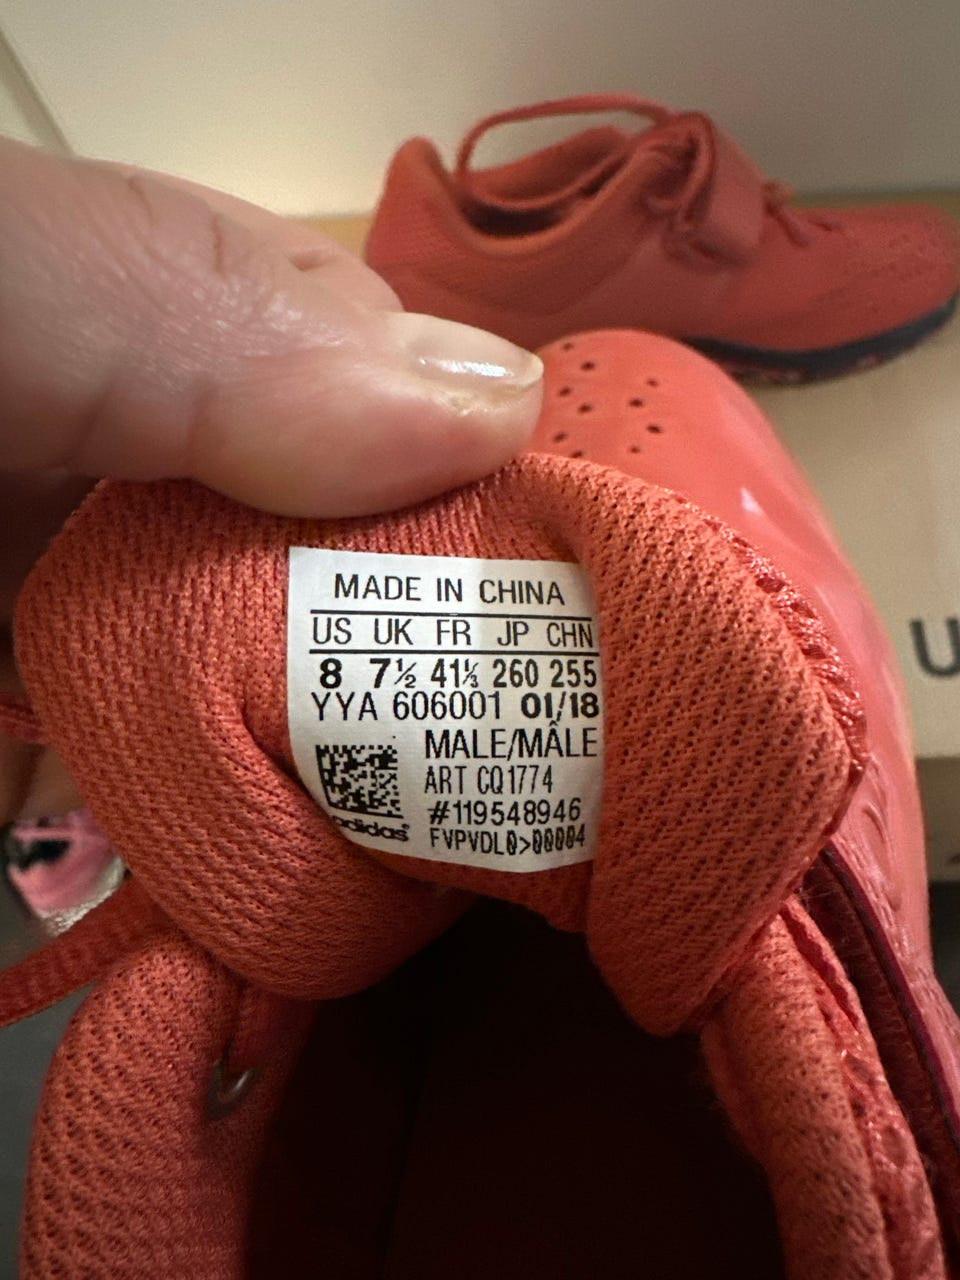 MADE IN CHINA
US UK FR JP CHN
8 7½ 41⅓ 260 255
YYA 606001 01/18
MALE/MÂLE
ART CQ1774
#119548946
adidas
FVPVDL0>00004
U